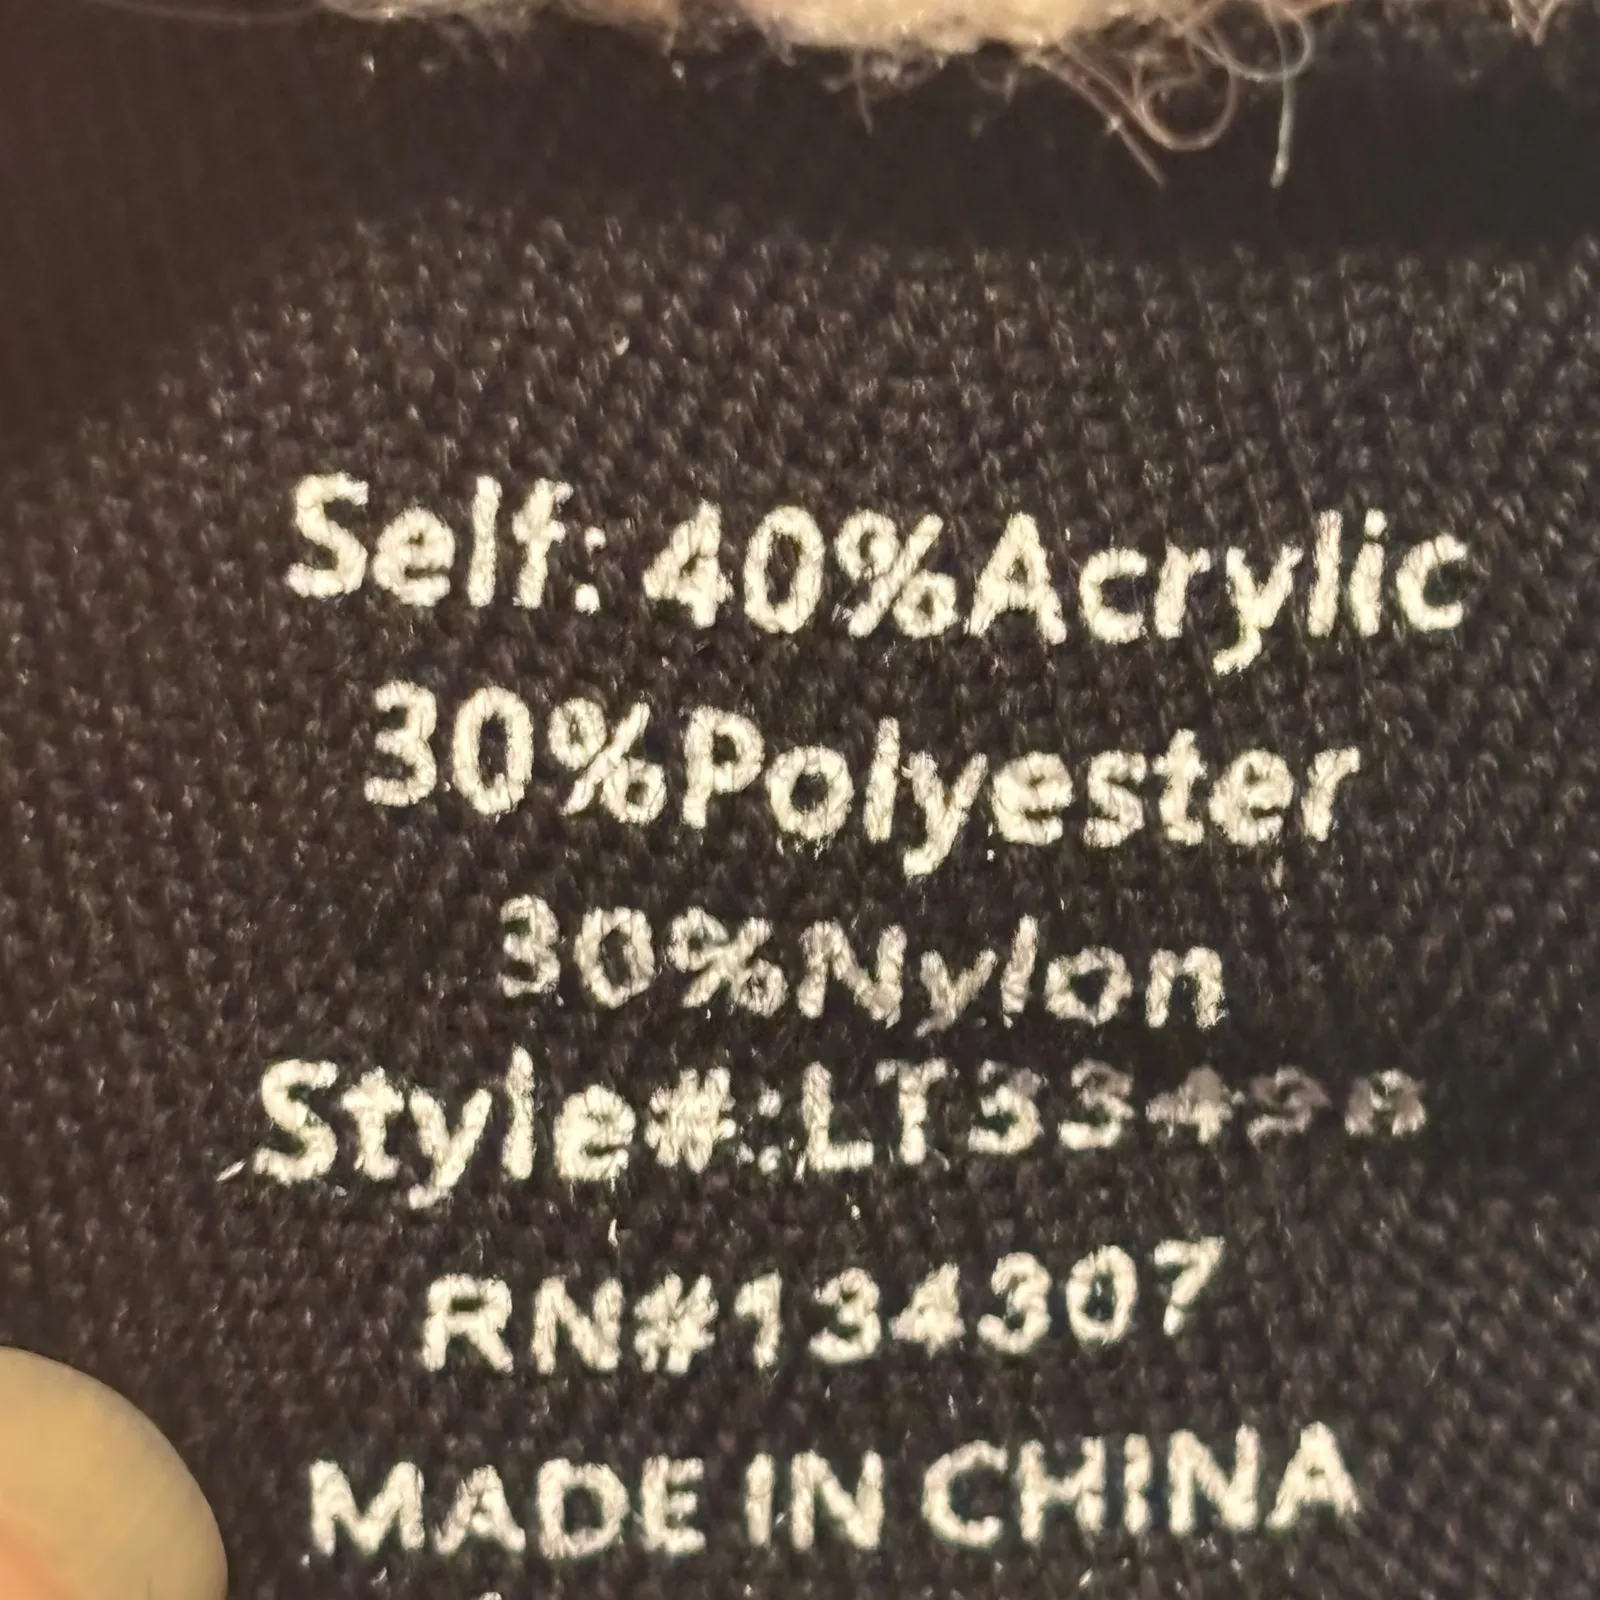 Self: 40%Acrylic
30%Polyester
30%Nylon
Style#:
RN#134307
MADE IN CHINA